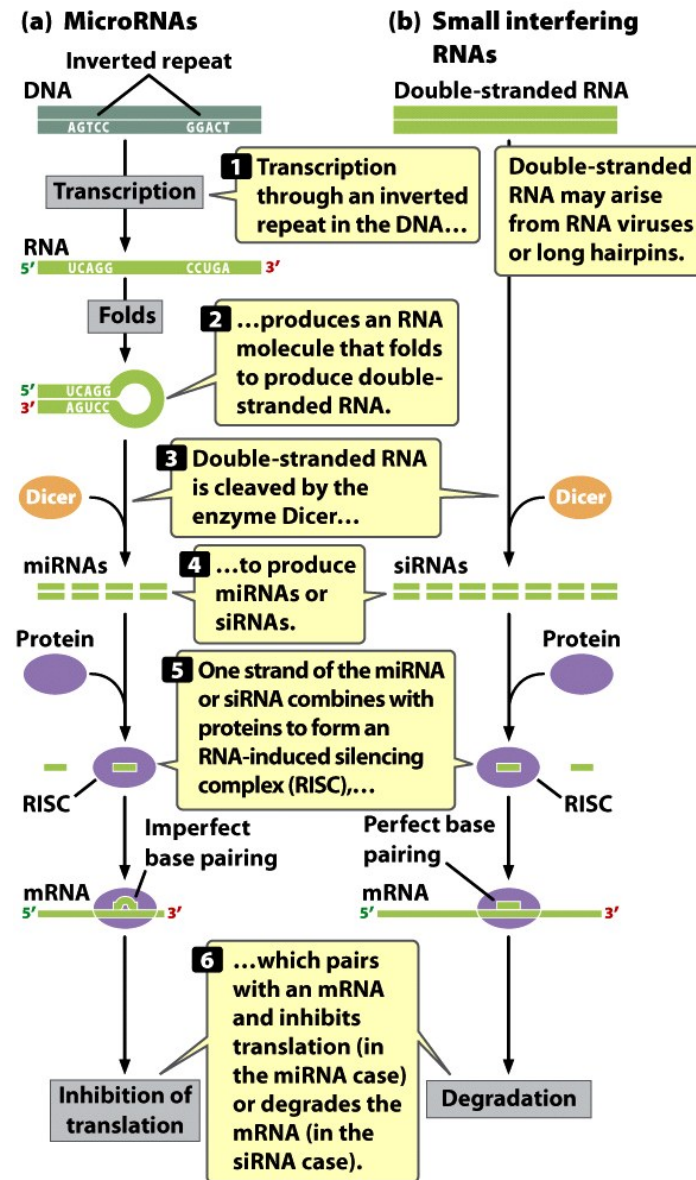 (a) MicroRNAs
Inverted repeat
DNA
AGTCC GGACT
Transcription
1 Transcription
through an inverted
repeat in the DNA...
RNA
5’ UCAGG CCUGA 3’
Folds
2 ...produces an RNA
molecule that folds
to produce double-
stranded RNA.
5’ UCAGG
3’ AGUCC
3 Double-stranded RNA
is cleaved by the
enzyme Dicer...
Dicer
miRNAs
4 ...to produce
miRNAs or
siRNAs.
Protein
5 One strand of the miRNA
or siRNA combines with
proteins to form an
RNA-induced silencing
complex (RISC),...
RISC
Imperfect
base pairing
mRNA
5’ 3’
6 ...which pairs
with an mRNA
and inhibits
translation (in
the miRNA case)
or degrades the
mRNA (in the
siRNA case).
Inhibition of
translation
(b) Small interfering
RNAs
Double-stranded RNA
Double-stranded
RNA may arise
from RNA viruses
or long hairpins.
Dicer
siRNAs
Protein
RISC
Perfect base
pairing
mRNA
5’ 3’
Degradation